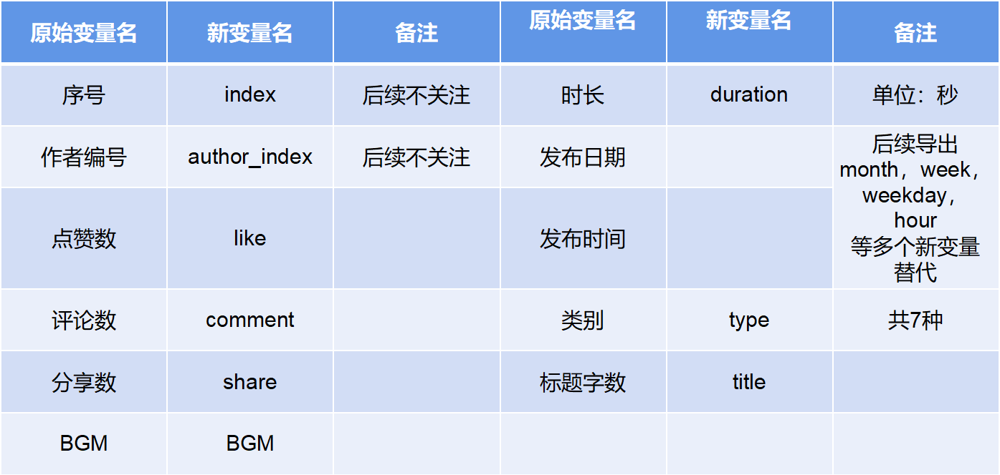 原始变量名 新变量名 备注 原始变量名 新变量名 备注
序号 index 后续不关注 时长 duration 单位：秒
作者编号 author_index 后续不关注 发布日期 后续导出
month，week，
weekday，
hour
等多个新变量
替代
点赞数 like 发布时间
评论数 comment 类别 type 共7种
分享数 share 标题字数 title
BGM BGM